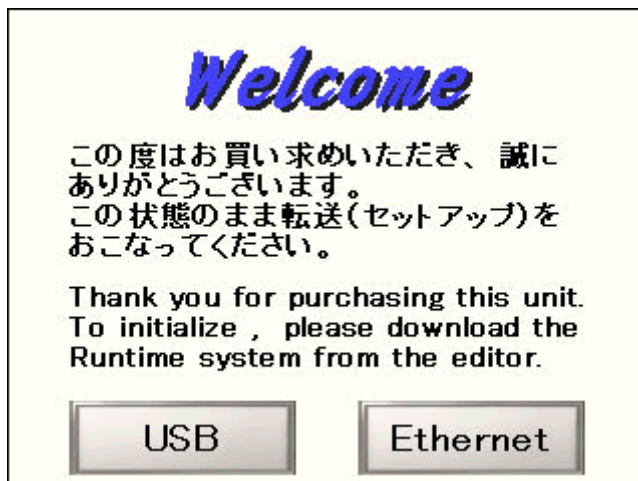 Welcome
この度はお買い求めいただき、誠に
ありがとうございます。
この状態のまま転送(セットアップ)を
おこなってください。
Thank you for purchasing this unit.
To initialize , please download the
Runtime system from the editor.
USB Ethernet